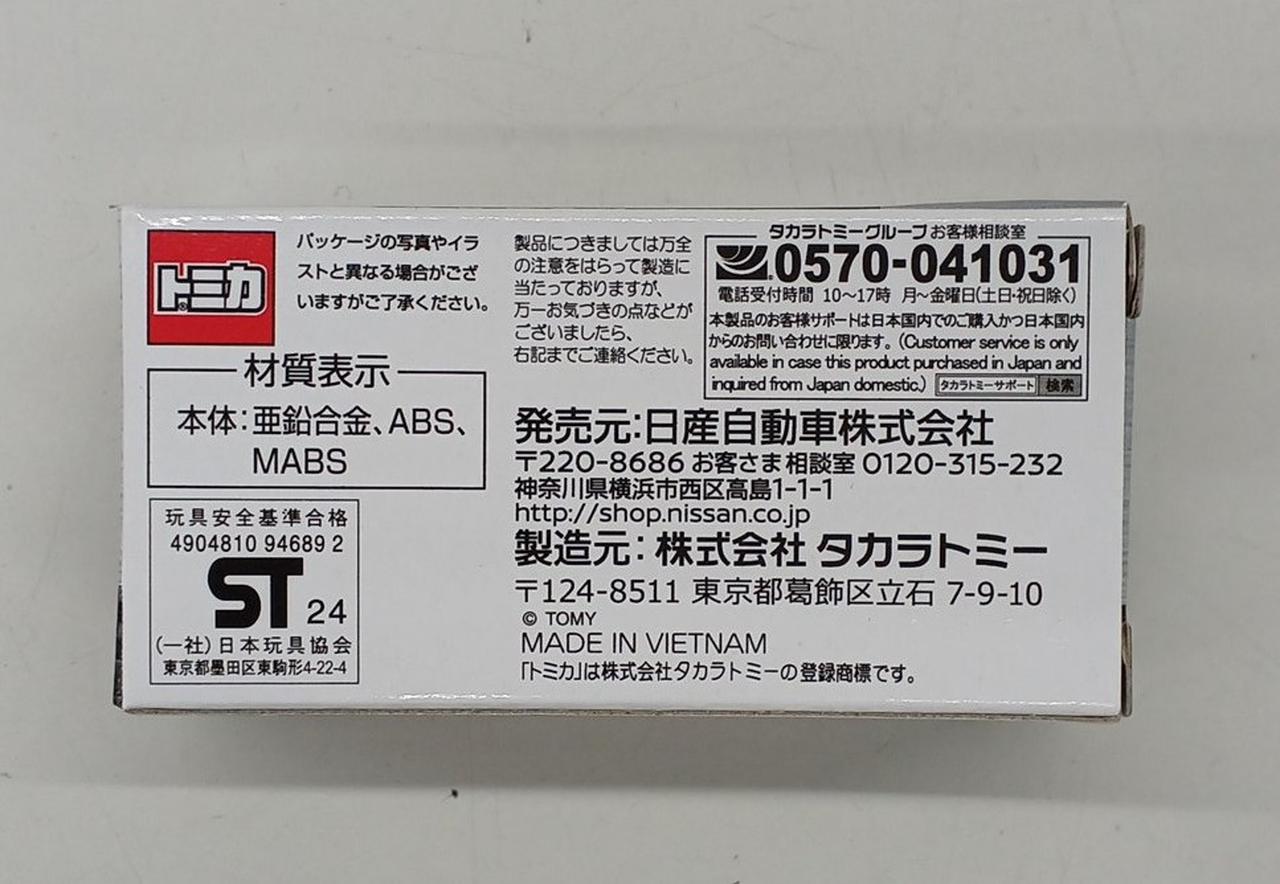 トミカ
パッケージの写真やイラ
ストと異なる場合がござ
いますがご了承ください。
材質表示
本体：亜鉛合金、ABS、
MABS
玩具安全基準合格
4904810 94689 2
ST 24
(一社)日本玩具協会
東京都墨田区東駒形4-22-4
製品につきましては万全
の注意をはらって製造に
当たっておりますが、
万一お気づきの点などが
ございましたら、
右記までご連絡ください。
タカラトミーグループお客様相談室
0570-041031
電話受付時間 10〜17時 月〜金曜日(土日・祝日除く)
本製品のお客様サポートは日本国内でのご購入かつ日本国内
からのお問い合わせに限ります。(Customer service is only
available in case this product purchased in Japan and
inquired from Japan domestic.) タカラトミーサポート 検索
発売元：日産自動車株式会社
〒220-8686 お客さま相談室 0120-315-232
神奈川県横浜市西区高島1-1-1
http://shop.nissan.co.jp
製造元：株式会社 タカラトミー
〒124-8511 東京都葛飾区立石 7-9-10
© TOMY
MADE IN VIETNAM
「トミカ」は株式会社タカラトミーの登録商標です。